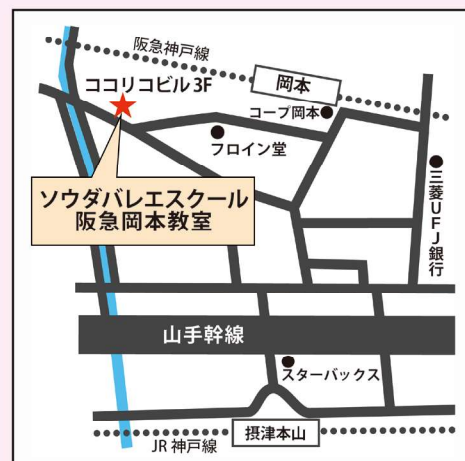 阪急神戸線
ココリコビル3F
岡本
コープ岡本
フロイン堂
ソウダバレエスクール
阪急岡本教室
三菱UFJ銀行
山手幹線
スターバックス
摂津本山
JR神戸線